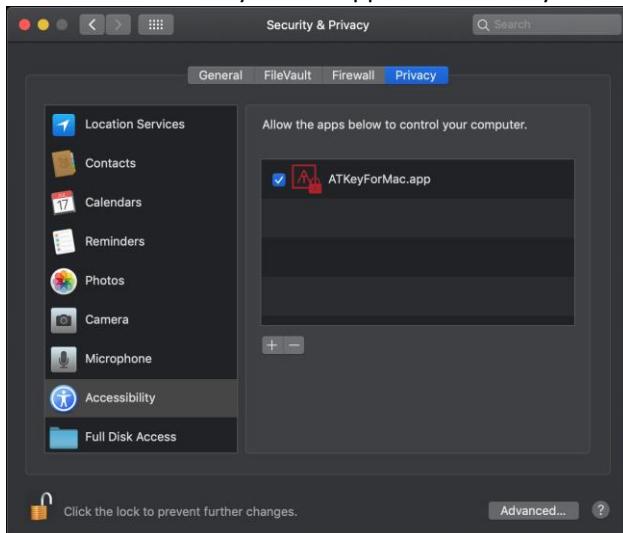 Security & Privacy
Search
General FileVault Firewall Privacy
Location Services
Contacts
17
Calendars
Reminders
Photos
Camera
Microphone
Accessibility
Full Disk Access
Allow the apps below to control your computer.
ATKeyForMac.app
+ −
Click the lock to prevent further changes.
Advanced...
?